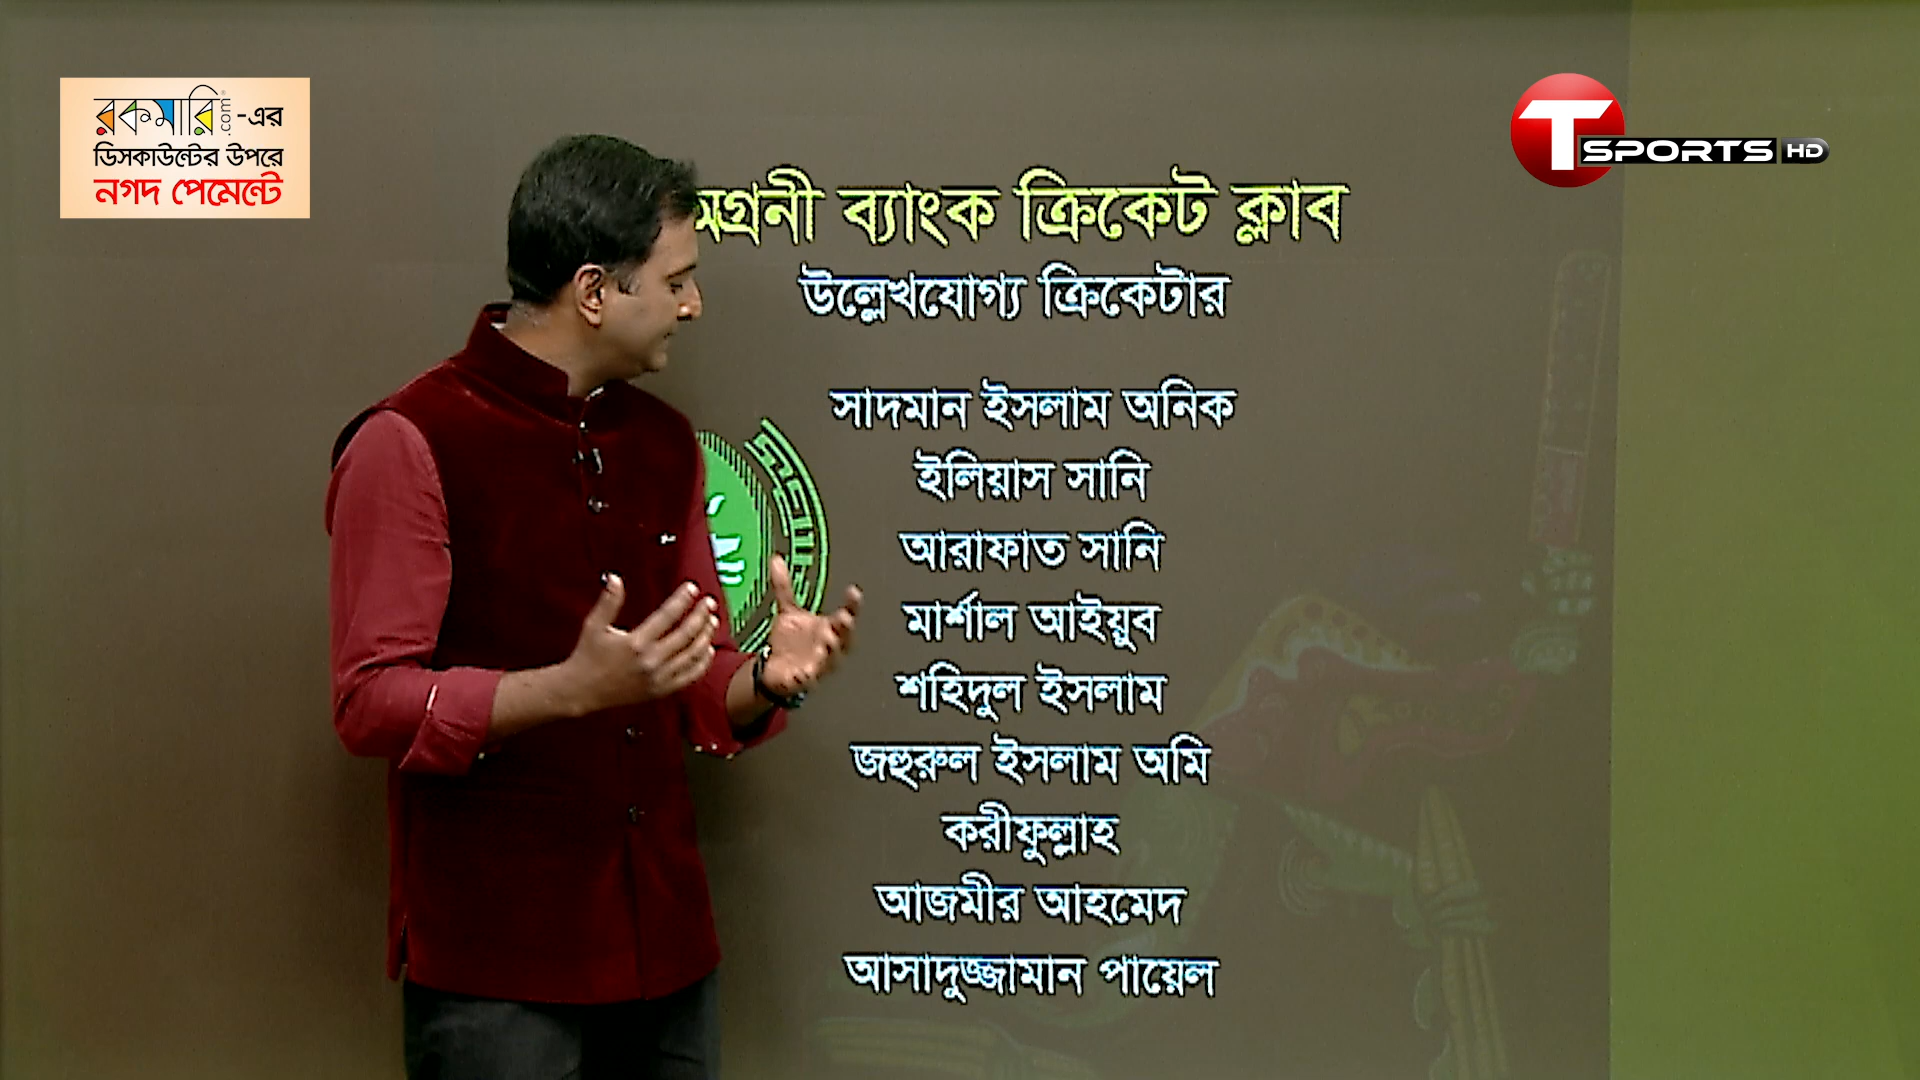 রকমারি.com-এর
ডিসকাউন্টের উপরে
নগদ পেমেন্টে
T SPORTS HD
অগ্রনী ব্যাংক ক্রিকেট ক্লাব
উল্লেখযোগ্য ক্রিকেটার
সাদমান ইসলাম অনিক
ইলিয়াস সানি
আরাফাত সানি
মার্শাল আইয়ুব
শহিদুল ইসলাম
জহুরুল ইসলাম অমি
করীফুল্লাহ
আজমীর আহমেদ
আসাদুজ্জামান পায়েল